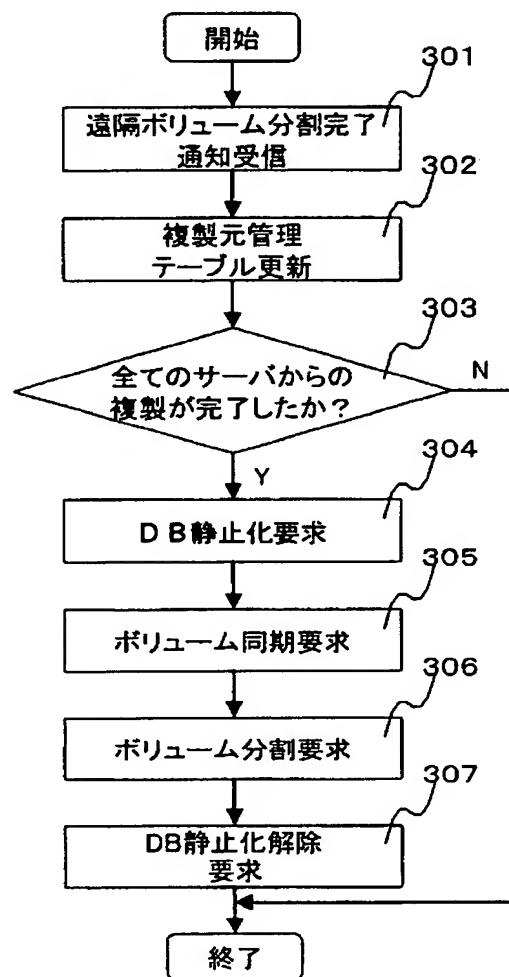 開始
301
遠隔ボリューム分割完了
通知受信
302
複製元管理
テーブル更新
303
全てのサーバからの
複製が完了したか？
N
Y
304
DB静止化要求
305
ボリューム同期要求
306
ボリューム分割要求
307
DB静止化解除
要求
終了